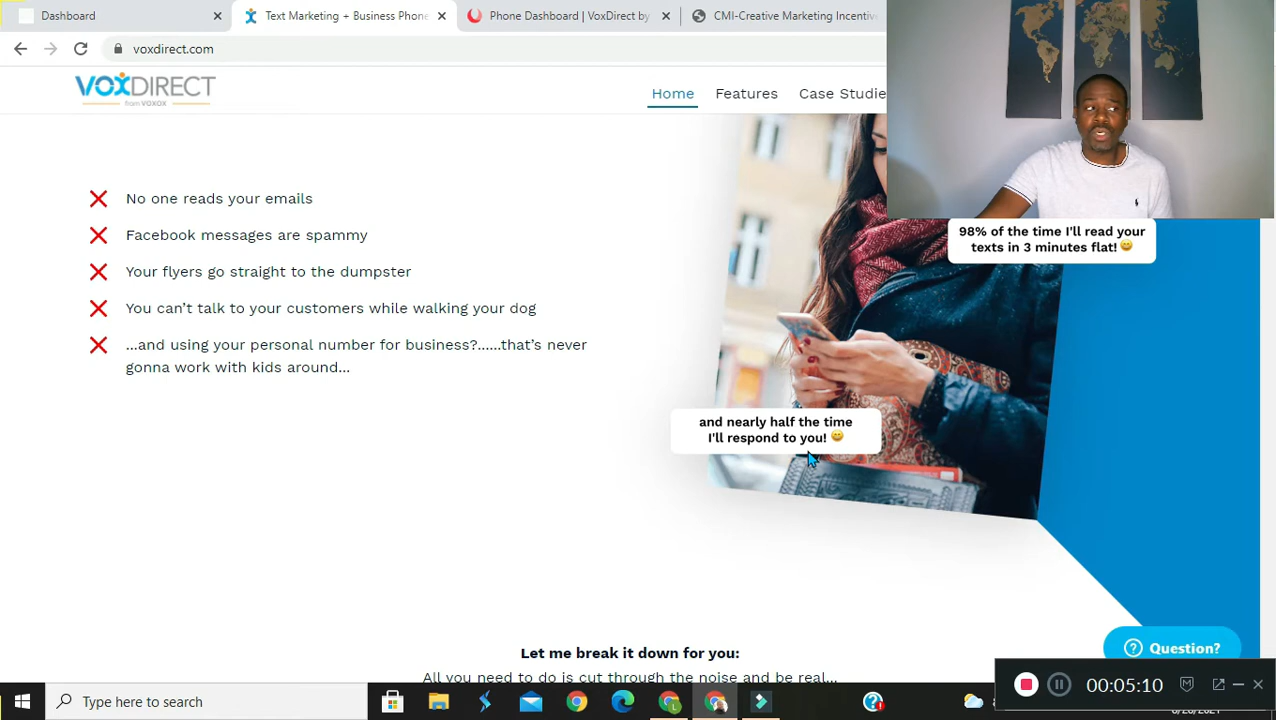 Dashboard
Text Marketing + Business Phone
Phone Dashboard | VoxDirect by
CMI-Creative Marketing Incentive
voxdirect.com
VOXDIRECT
from VOXOX
Home Features Case Studie
No one reads your emails
Facebook messages are spammy
Your flyers go straight to the dumpster
You can’t talk to your customers while walking your dog
...and using your personal number for business?......that’s never
gonna work with kids around...
98% of the time I'll read your
texts in 3 minutes flat!
and nearly half the time
I'll respond to you!
Let me break it down for you:
All you need to do is cut through the noise and be real...
Question?
00:05:10
Type here to search